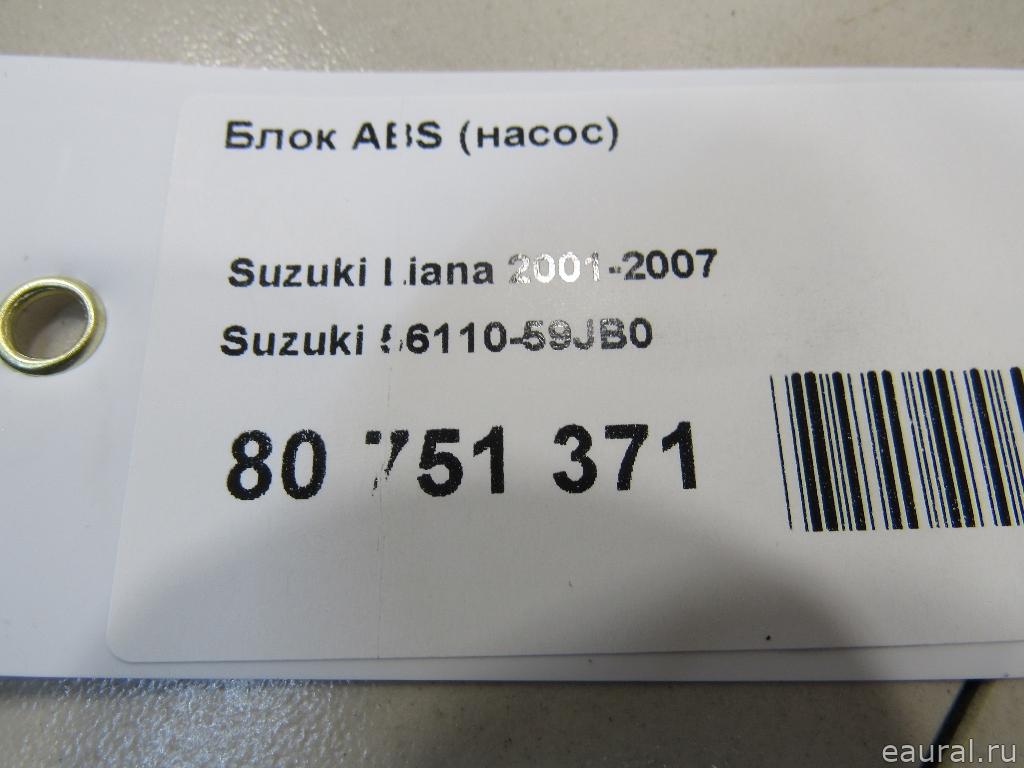 Блок ABS (насос)
Suzuki Liana 2001-2007
Suzuki 56110-59JB0
80 751 371
eaural.ru